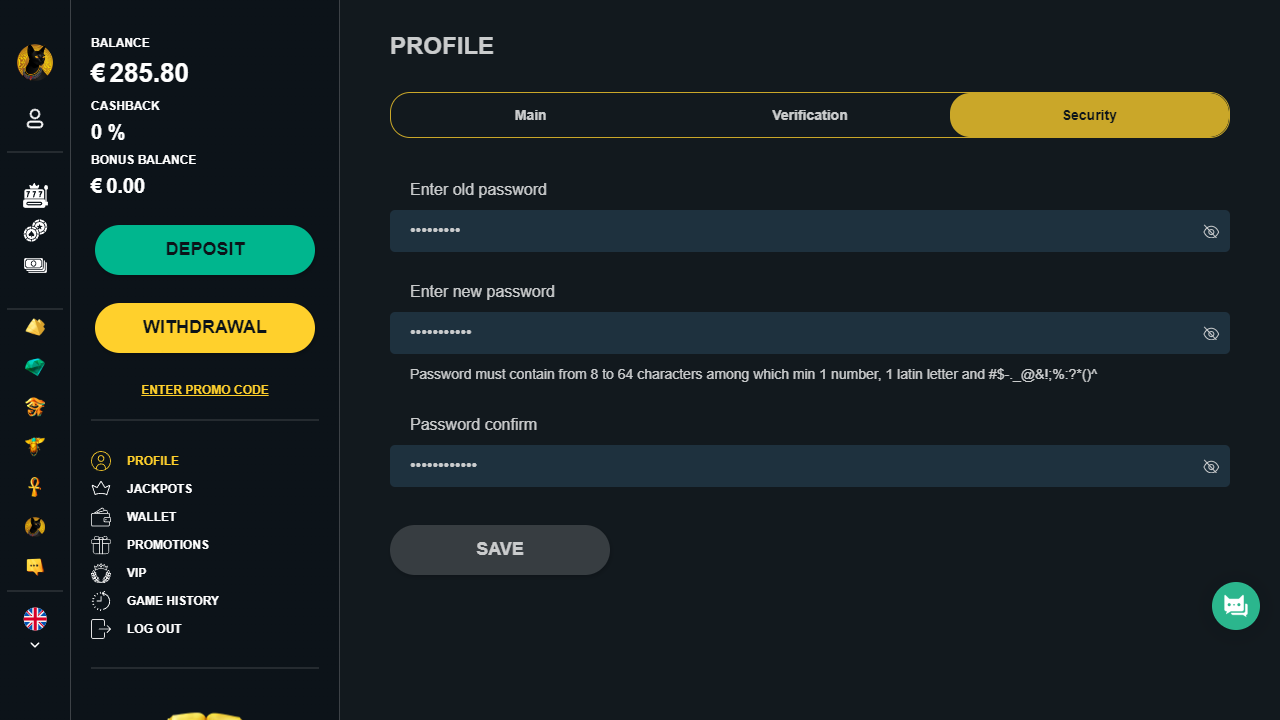 BALANCE
€ 285.80
CASHBACK
0 %
BONUS BALANCE
€ 0.00
DEPOSIT
WITHDRAWAL
ENTER PROMO CODE
PROFILE
JACKPOTS
WALLET
PROMOTIONS
VIP
GAME HISTORY
LOG OUT
PROFILE
Main
Verification
Security
Enter old password
•••••••••
Enter new password
•••••••••••
Password must contain from 8 to 64 characters among which min 1 number, 1 latin letter and #$-._@&!;%:?*()^
Password confirm
••••••••••••
SAVE